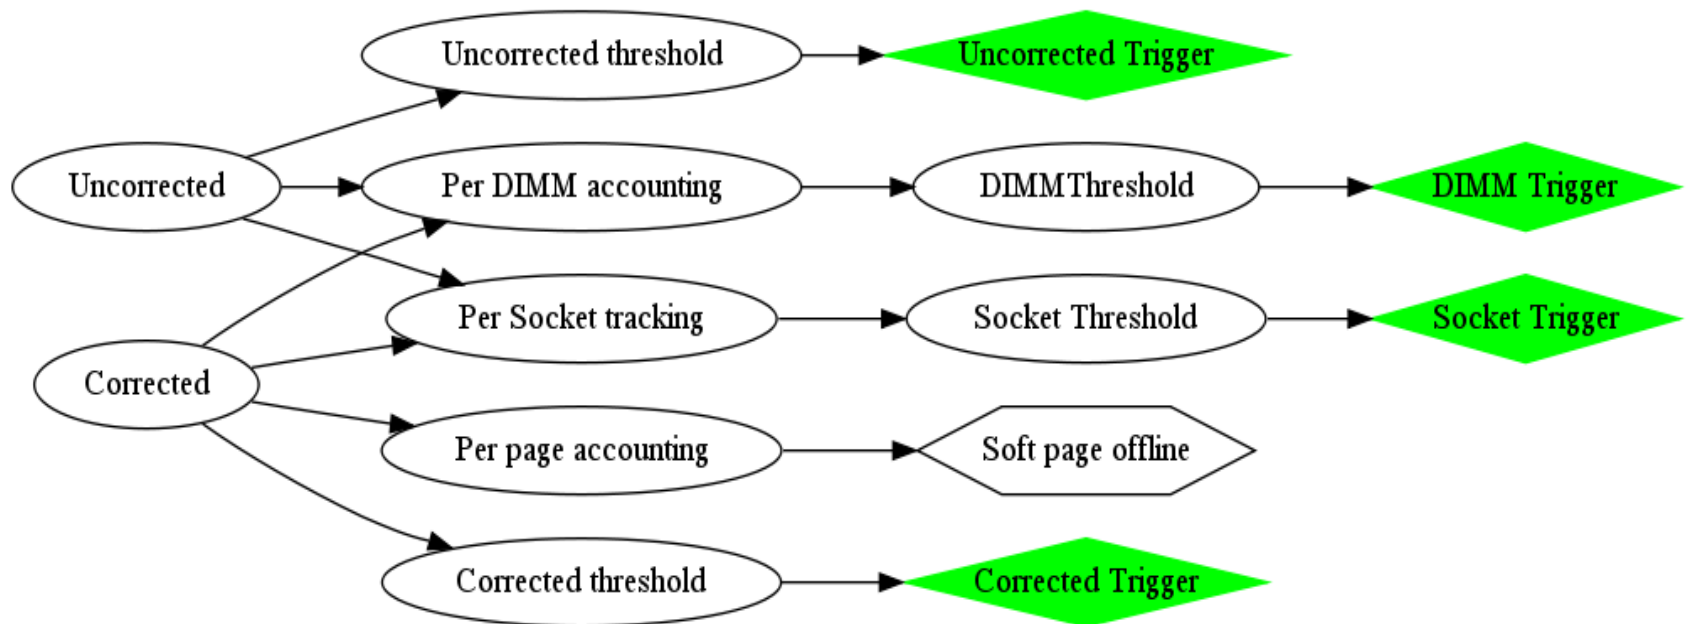 Uncorrected threshold
Uncorrected Trigger
Uncorrected
Per DIMM accounting
DIMMThreshold
DIMM Trigger
Per Socket tracking
Socket Threshold
Socket Trigger
Corrected
Per page accounting
Soft page offline
Corrected threshold
Corrected Trigger